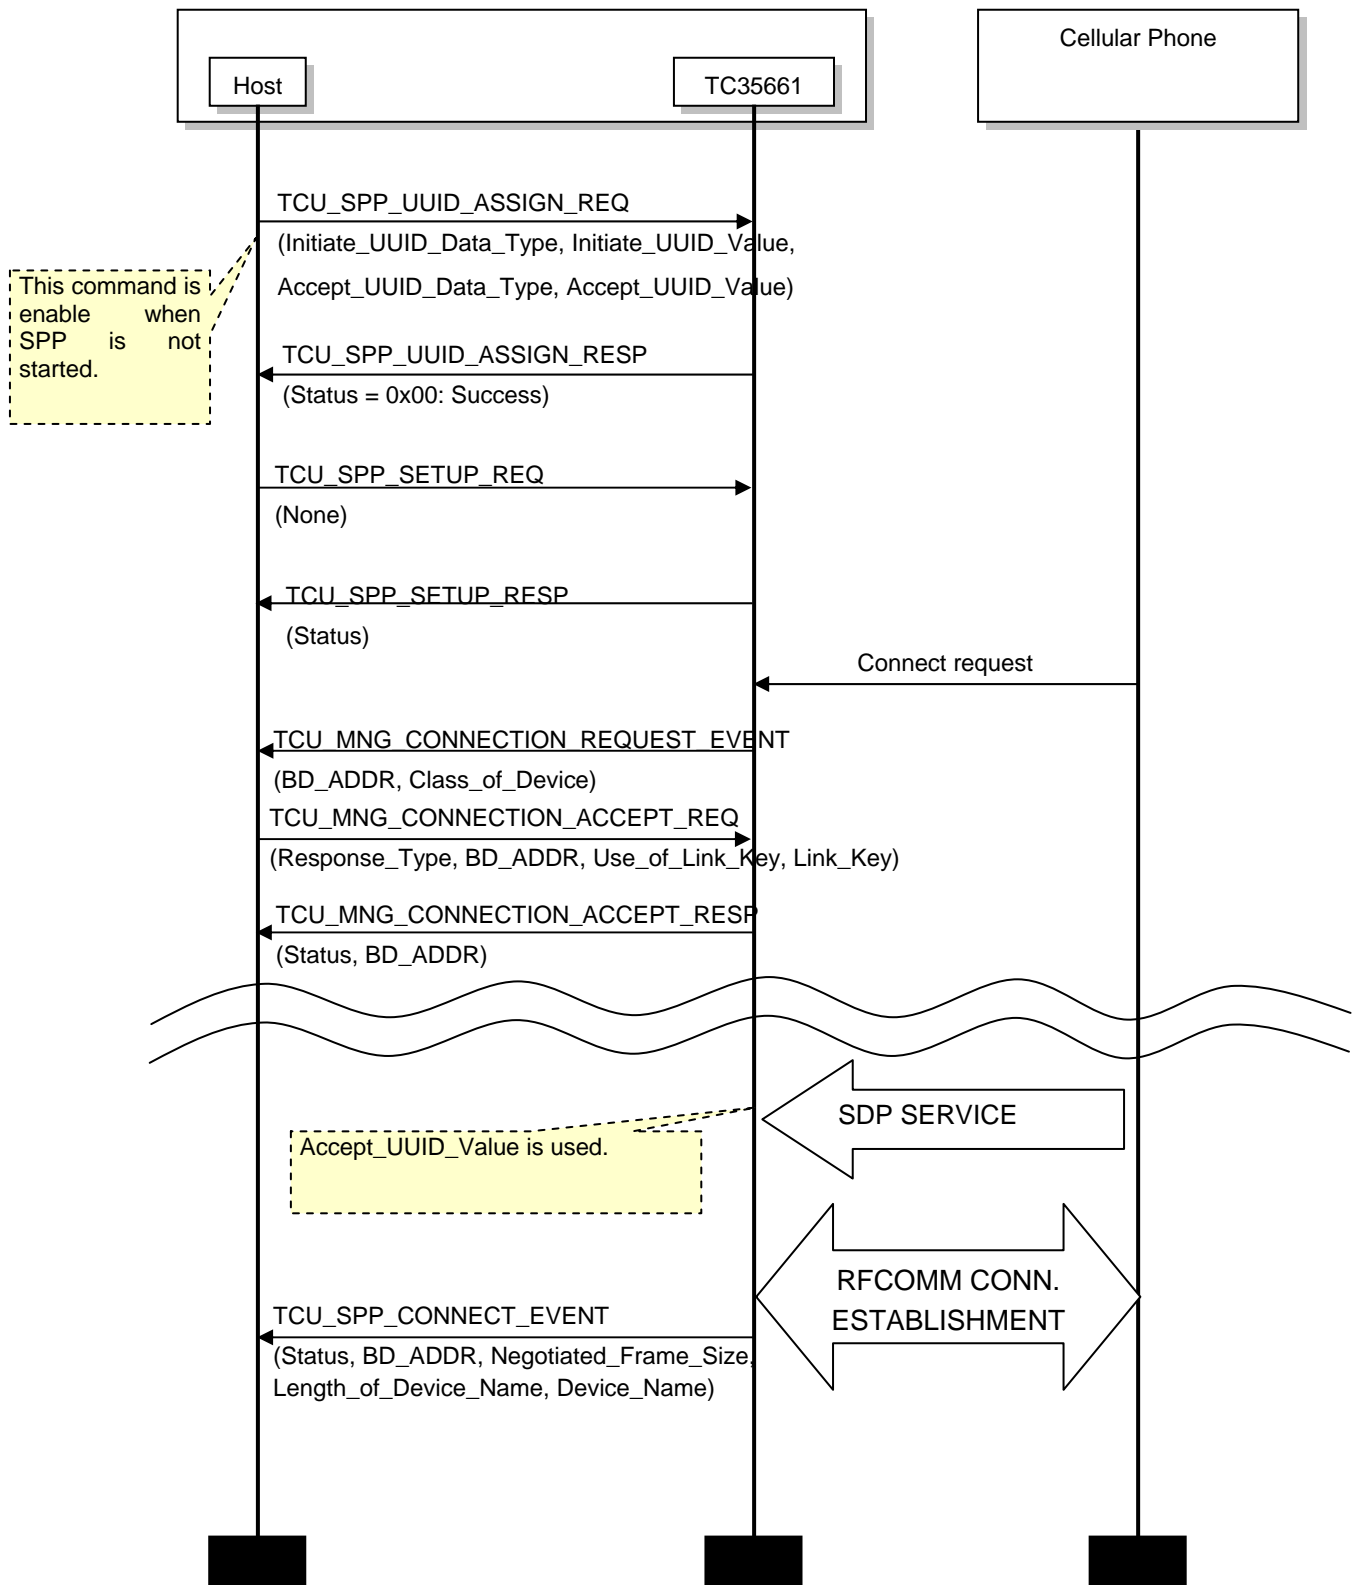 Cellular Phone
Host
TC35661
TCU_SPP_UUID_ASSIGN_REQ
(Initiate_UUID_Data_Type, Initiate_UUID_Value,
Accept_UUID_Data_Type, Accept_UUID_Value)
This command is
enable when
SPP is not
started.
TCU_SPP_UUID_ASSIGN_RESP
(Status = 0x00: Success)
TCU_SPP_SETUP_REQ
(None)
TCU_SPP_SETUP_RESP
(Status)
Connect request
TCU_MNG_CONNECTION_REQUEST_EVENT
(BD_ADDR, Class_of_Device)
TCU_MNG_CONNECTION_ACCEPT_REQ
(Response_Type, BD_ADDR, Use_of_Link_Key, Link_Key)
TCU_MNG_CONNECTION_ACCEPT_RESP
(Status, BD_ADDR)
SDP SERVICE
Accept_UUID_Value is used.
RFCOMM CONN.
ESTABLISHMENT
TCU_SPP_CONNECT_EVENT
(Status, BD_ADDR, Negotiated_Frame_Size,
Length_of_Device_Name, Device_Name)